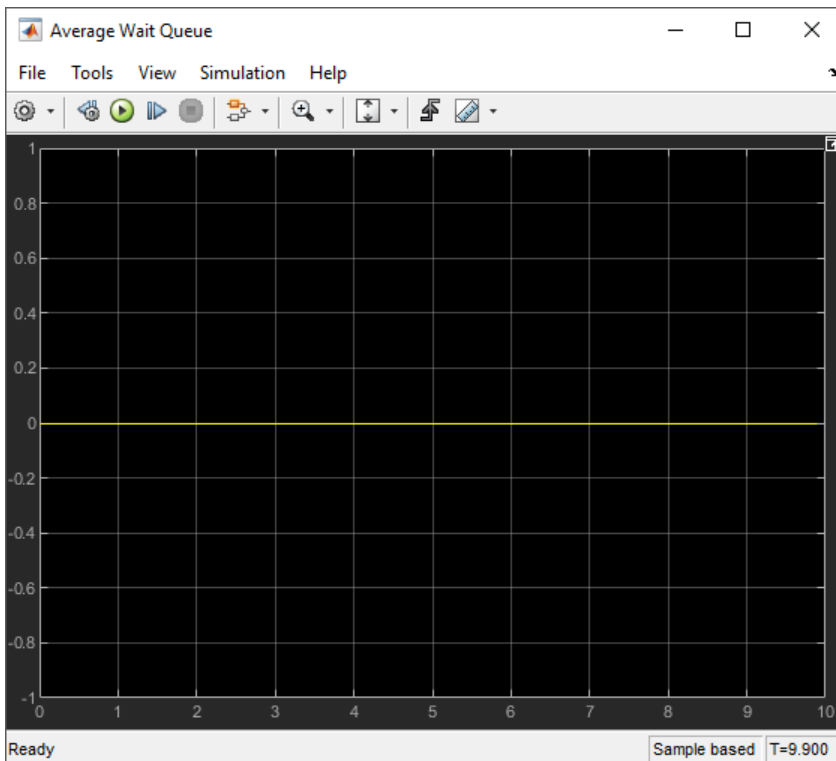 Average Wait Queue
File Tools View Simulation Help
1
0.8
0.6
0.4
0.2
0
-0.2
-0.4
-0.6
-0.8
-1
0 1 2 3 4 5 6 7 8 9 10
Ready Sample based T=9.900